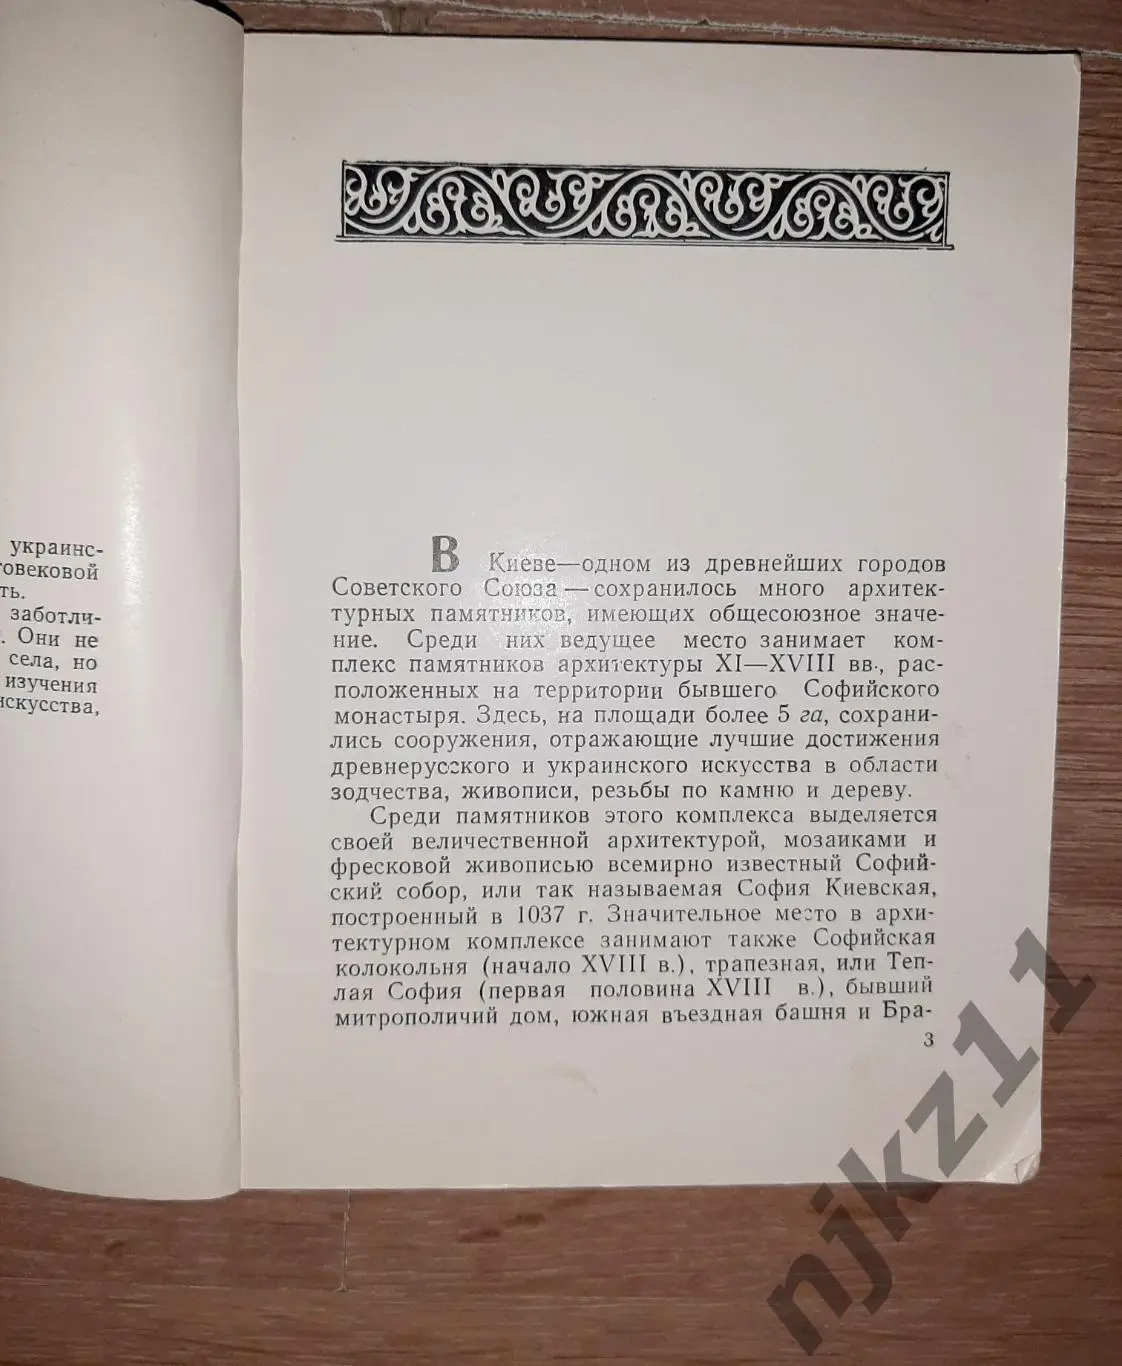 украинс-
овековой
ть.
заботли-
. Они не
села, но
изучения
искусства,
В Киеве—одном из древнейших городов
Советского Союза—сохранилось много архитек-
турных памятников, имеющих общесоюзное значе-
ние. Среди них ведущее место занимает ком-
плекс памятников архитектуры XI—XVIII вв., рас-
положенных на территории бывшего Софийского
монастыря. Здесь, на площади более 5 га, сохрани-
лись сооружения, отражающие лучшие достижения
древнерусского и украинского искусства в области
зодчества, живописи, резьбы по камню и дереву.
Среди памятников этого комплекса выделяется
своей величественной архитектурой, мозаиками и
фресковой живописью всемирно известный Софий-
ский собор, или так называемая София Киевская,
построенный в 1037 г. Значительное место в архи-
тектурном комплексе занимают также Софийская
колокольня (начало XVIII в.), трапезная, или Теп-
лая София (первая половина XVIII в.), бывший
митрополичий дом, южная въездная башня и Бра-
3
njkz11